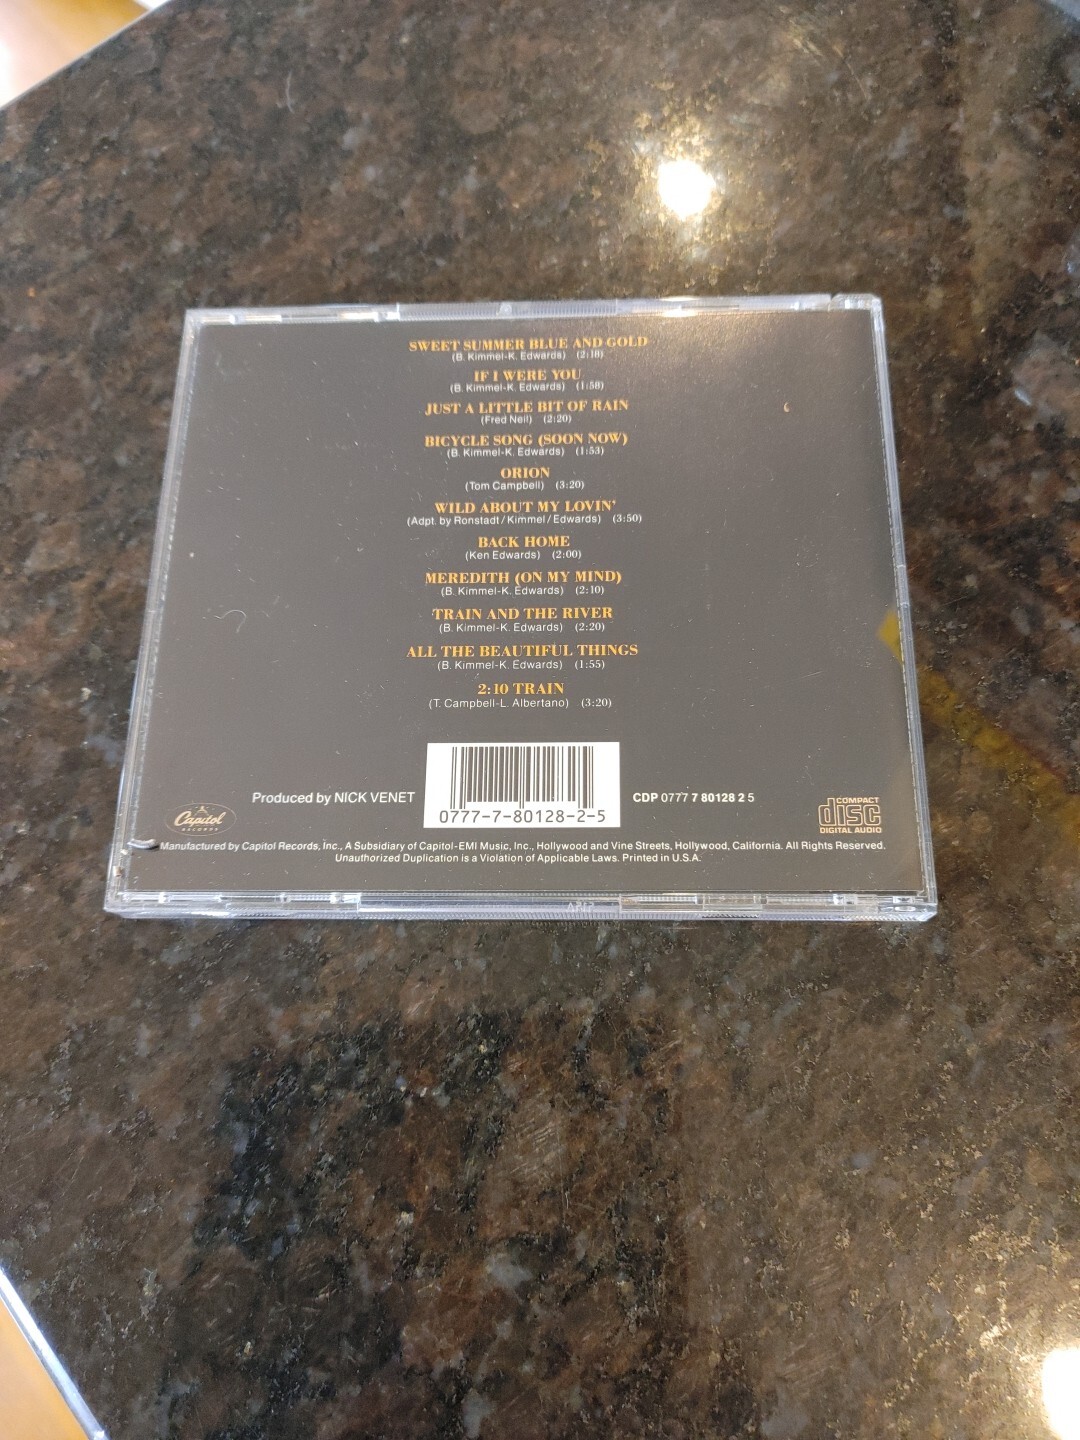 SWEET SUMMER BLUE AND GOLD
(B. Kimmel-K. Edwards) (2:18)
IF I WERE YOU
(B. Kimmel-K. Edwards) (1:58)
JUST A LITTLE BIT OF RAIN
(Fred Neil) (2:20)
BICYCLE SONG (SOON NOW)
(B. Kimmel-K. Edwards) (1:53)
ORION
(Tom Campbell) (3:20)
WILD ABOUT MY LOVIN'
(Adpt. by Ronstadt/Kimmel/Edwards) (3:50)
BACK HOME
(Ken Edwards) (2:00)
MEREDITH (ON MY MIND)
(B. Kimmel-K. Edwards) (2:10)
TRAIN AND THE RIVER
(B. Kimmel-K. Edwards) (2:20)
ALL THE BEAUTIFUL THINGS
(B. Kimmel-K. Edwards) (1:55)
2:10 TRAIN
(T. Campbell-L. Albertano) (3:20)
Produced by NICK VENET
0777-7-80128-2-5
CDP 0777 7 80128 2 5
Capitol
RECORDS
COMPACT
disc
DIGITAL AUDIO
Manufactured by Capitol Records, Inc., A Subsidiary of Capitol-EMI Music, Inc., Hollywood and Vine Streets, Hollywood, California. All Rights Reserved.
Unauthorized Duplication is a Violation of Applicable Laws. Printed in U.S.A.